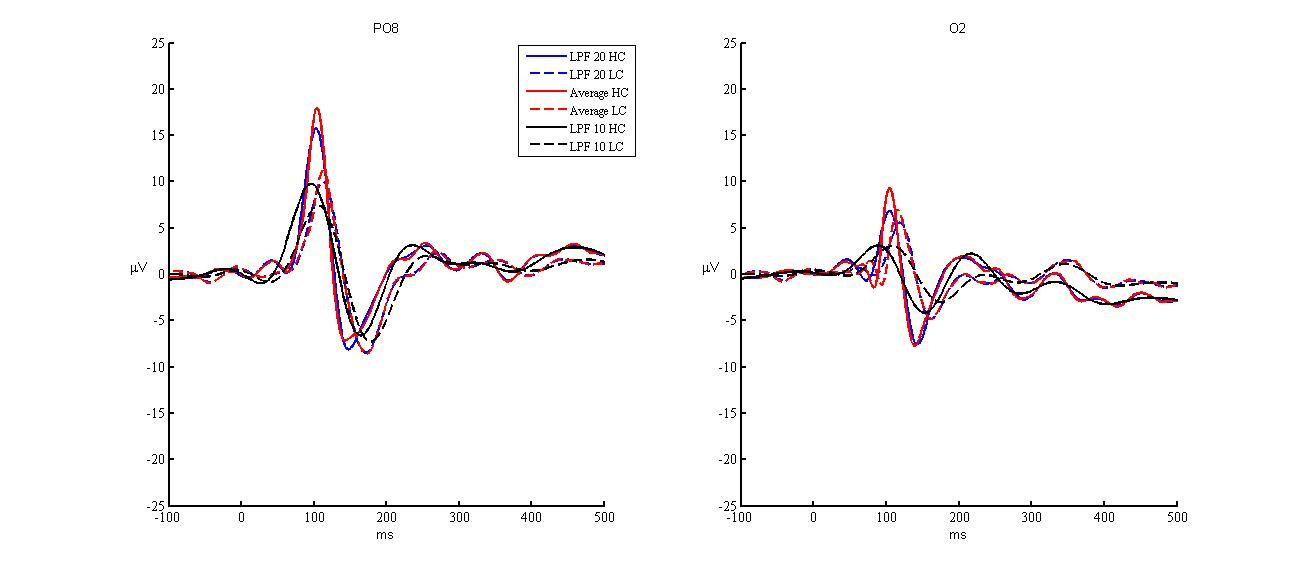 PO8
25
20
15
10
5
0
-5
-10
-15
-20
-25
µV
-100 0 100 200 300 400 500
ms
LPF 20 HC
LPF 20 LC
Average HC
Average LC
LPF 10 HC
LPF 10 LC
O2
25
20
15
10
5
0
-5
-10
-15
-20
-25
µV
-100 0 100 200 300 400 500
ms